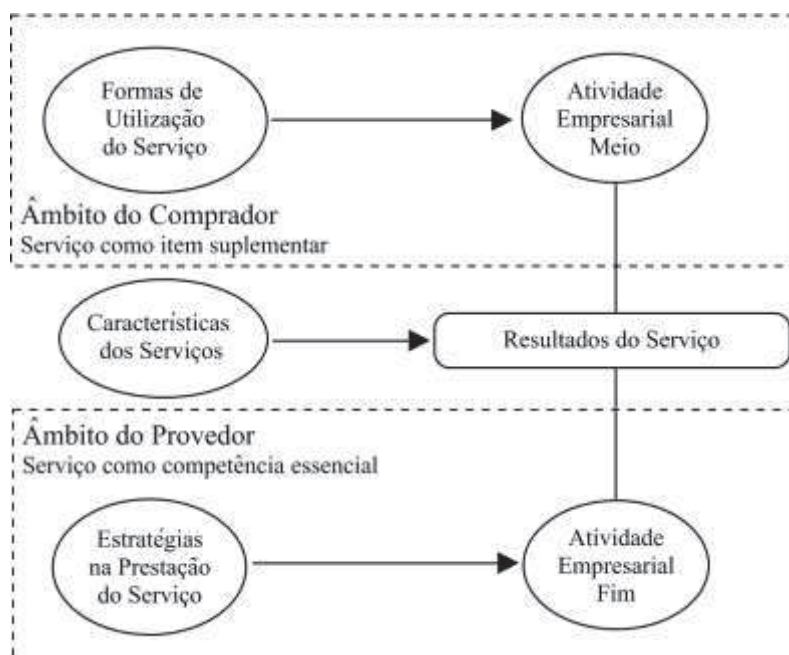 Formas de
Utilização
do Serviço
Atividade
Empresarial
Meio
Âmbito do Comprador
Serviço como item suplementar
Características
dos Serviços
Resultados do Serviço
Âmbito do Provedor
Serviço como competência essencial
Estratégias
na Prestação
do Serviço
Atividade
Empresarial
Fim